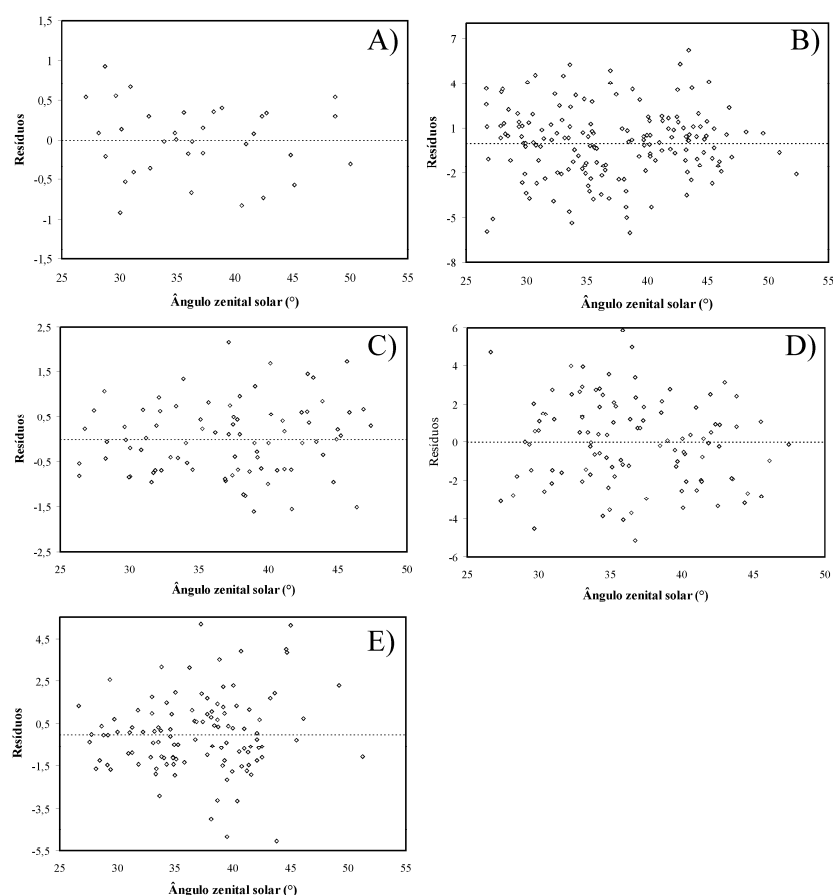 A)
1,5
1
0,5
0
-0,5
-1
-1,5
Resíduos
25 30 35 40 45 50 55
Ângulo zenital solar (°)
B)
7
4
1
-2
-5
-8
Resíduos
25 30 35 40 45 50 55
Ângulo zenital solar (°)
C)
2,5
1,5
0,5
-0,5
-1,5
-2,5
Resíduos
25 30 35 40 45 50
Ângulo zenital solar (°)
D)
6
4
2
0
-2
-4
-6
Resíduos
25 30 35 40 45 50
Ângulo zenital solar (°)
E)
4,5
2,5
0,5
-1,5
-3,5
-5,5
Resíduos
25 30 35 40 45 50 55
Ângulo zenital solar (°)